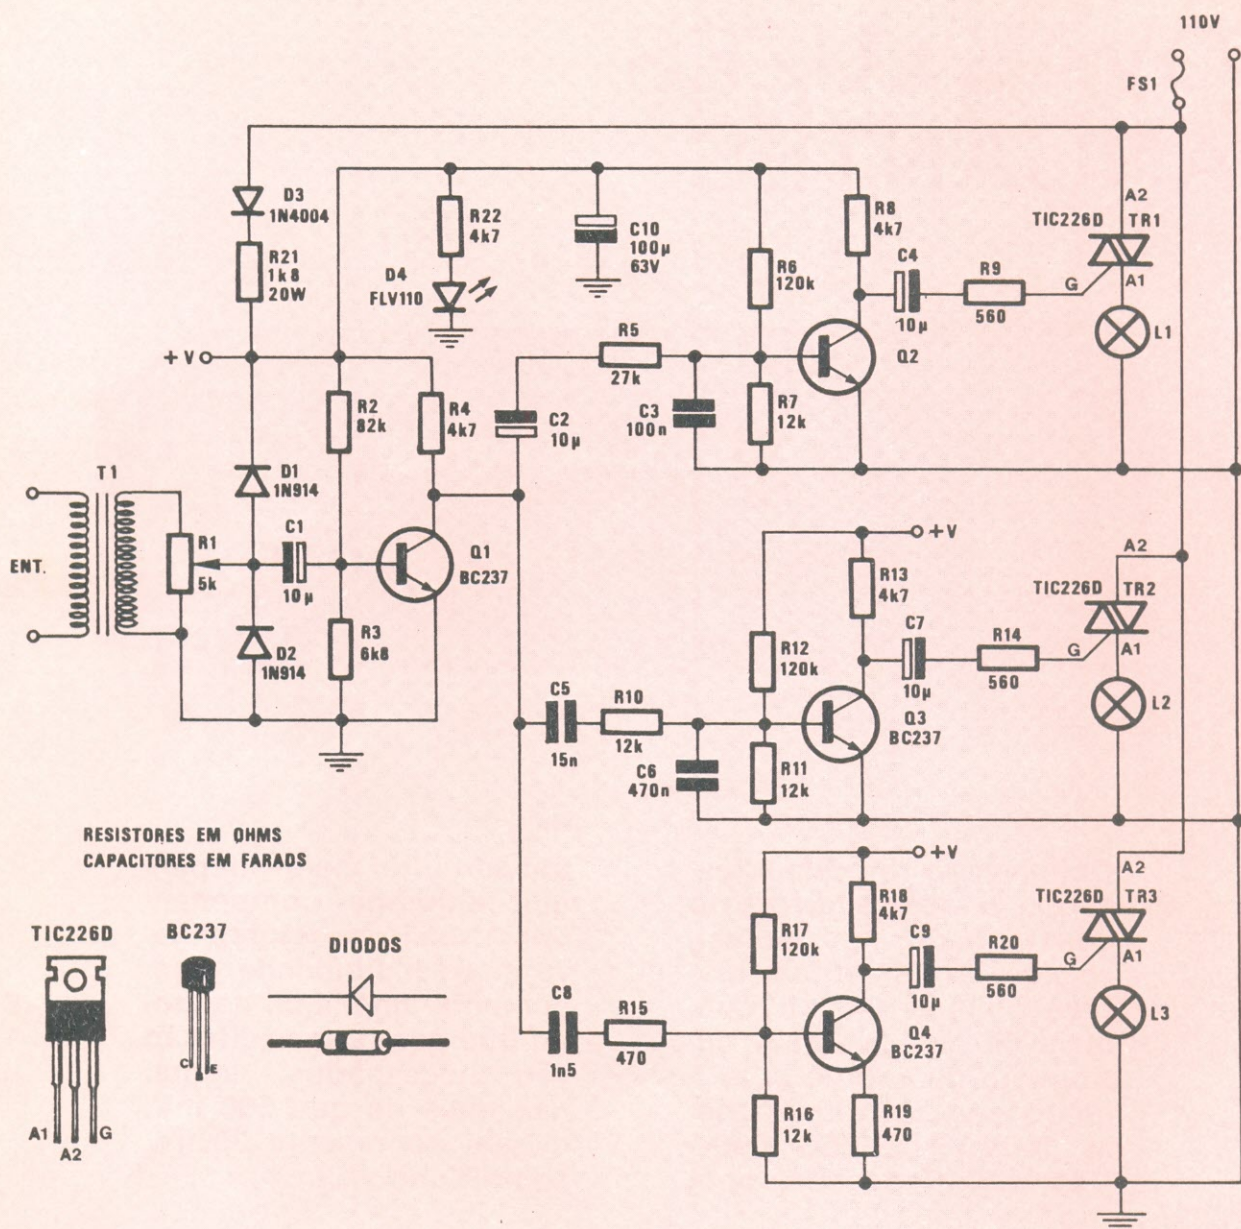 110V
FS1
D3
1N4004
R21
1k8
20W
R22
4k7
D4
FLV110
C10
100µ
63V
R6
120k
R8
4k7
C4
10µ
R9
560
TIC226D
TR1
A2
A1
G
L1
+V
R2
82k
R4
4k7
C2
10µ
R5
27k
C3
100n
R7
12k
Q2
T1
ENT.
R1
5k
D1
1N914
C1
10µ
D2
1N914
R3
6k8
Q1
BC237
+V
R13
4k7
R12
120k
C7
10µ
R14
560
TIC226D
TR2
A2
A1
G
L2
C5
15n
R10
12k
C6
470n
R11
12k
Q3
BC237
RESISTORES EM OHMS
CAPACITORES EM FARADS
+V
R18
4k7
R17
120k
C9
10µ
R20
560
TIC226D
TR3
A2
A1
G
L3
C8
1n5
R15
470
Q4
BC237
R16
12k
R19
470
TIC226D
A1
A2
G
BC237
C
E
DIODOS